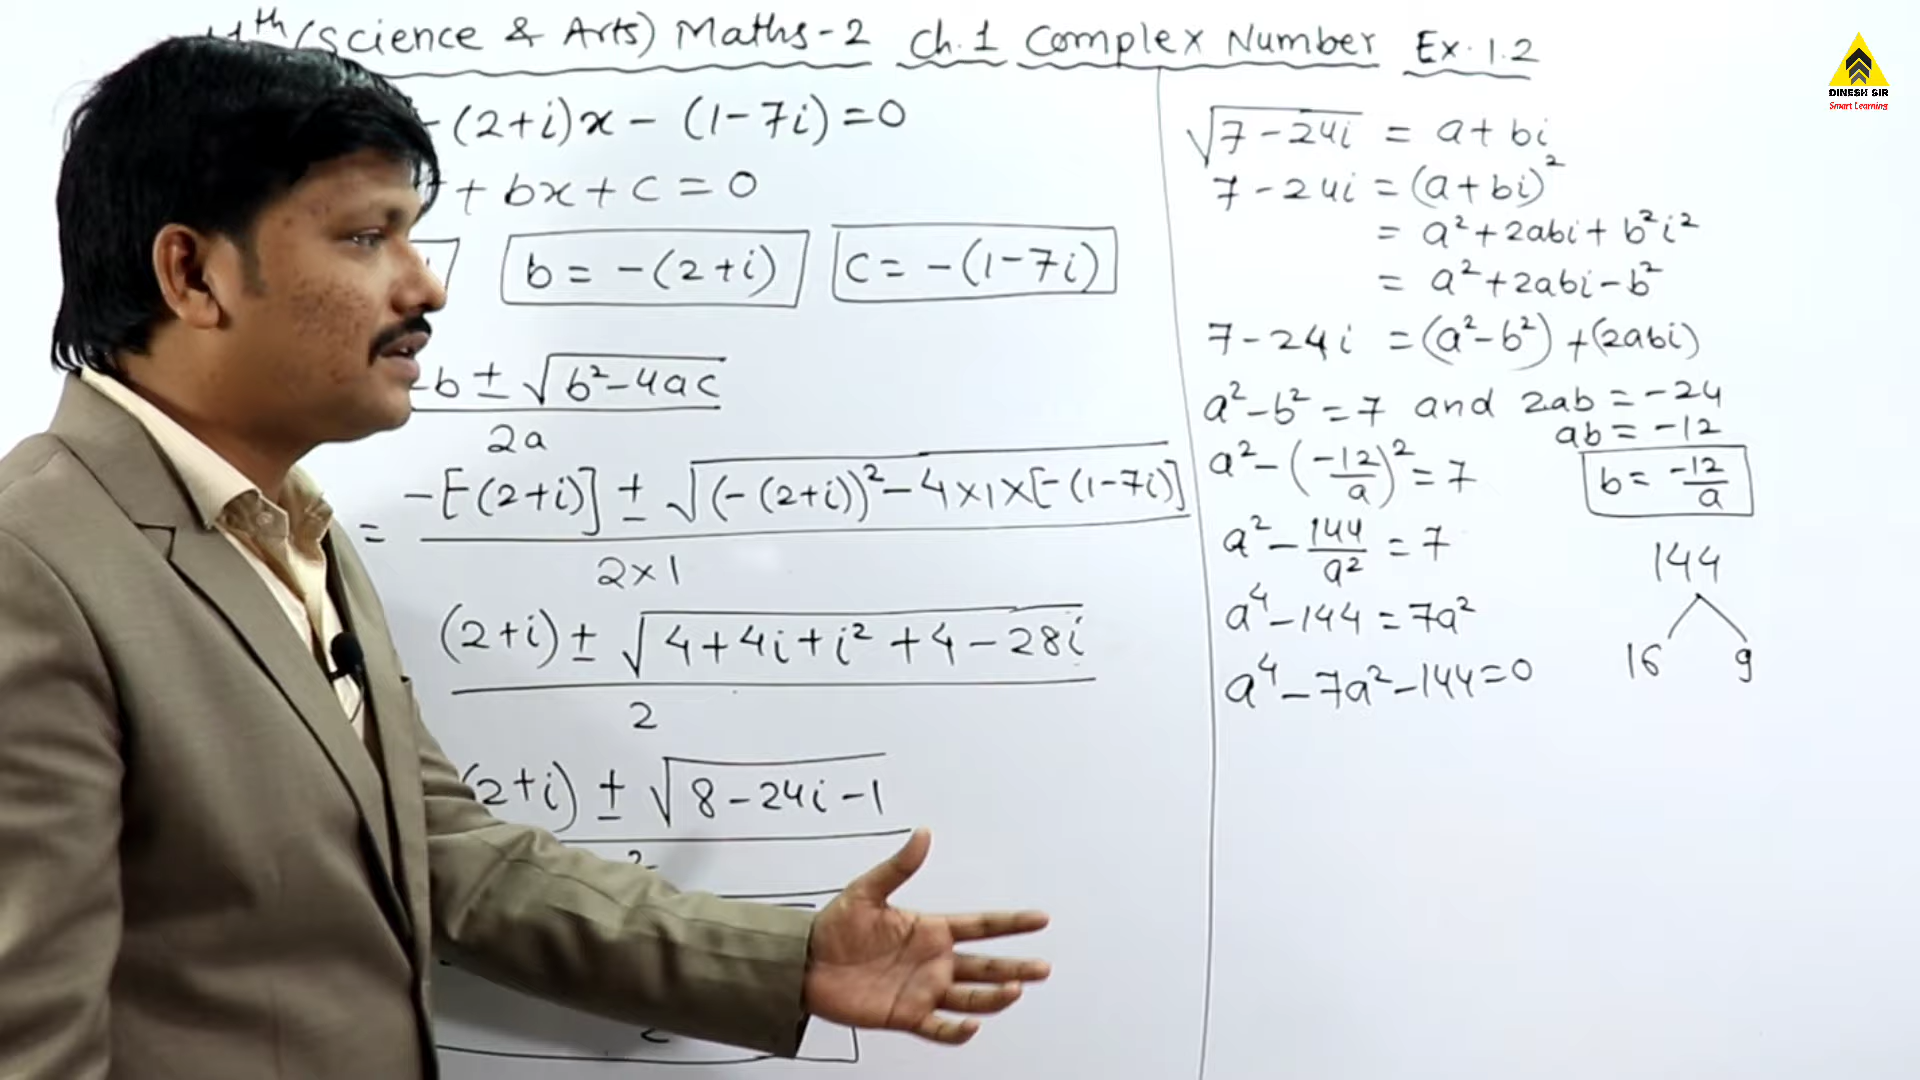 11th (Science & Arts) Maths-2 Ch.1 Complex Number Ex. 1.2
DINESH SIR
Smart Learning
-(2+i)x - (1-7i) = 0
+ bx + c = 0
b = -(2+i)
c = -(1-7i)
-b ± √(b²-4ac)
2a
= -[-(2+i)] ± √((-(2+i))² - 4×1×[-(1-7i)]
2×1
(2+i) ± √(4+4i+i²+4-28i)
2
(2+i) ± √(8-24i-1)
2
√(7-24i) = a+bi
7-24i = (a+bi)²
= a²+2abi+b²i²
= a²+2abi-b²
7-24i = (a²-b²)+(2abi)
a²-b²=7 and 2ab = -24
ab = -12
a²-(-12/a)²=7
b = -12/a
a² - 144/a² = 7
a⁴-144=7a²
a⁴-7a²-144=0
144
16 9